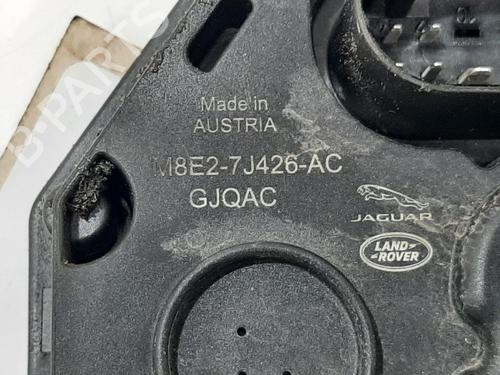 B-PARTS
Made in
AUSTRIA
M8E2-7J426-AC
GJQAC
JAGUAR
LAND-
ROVER